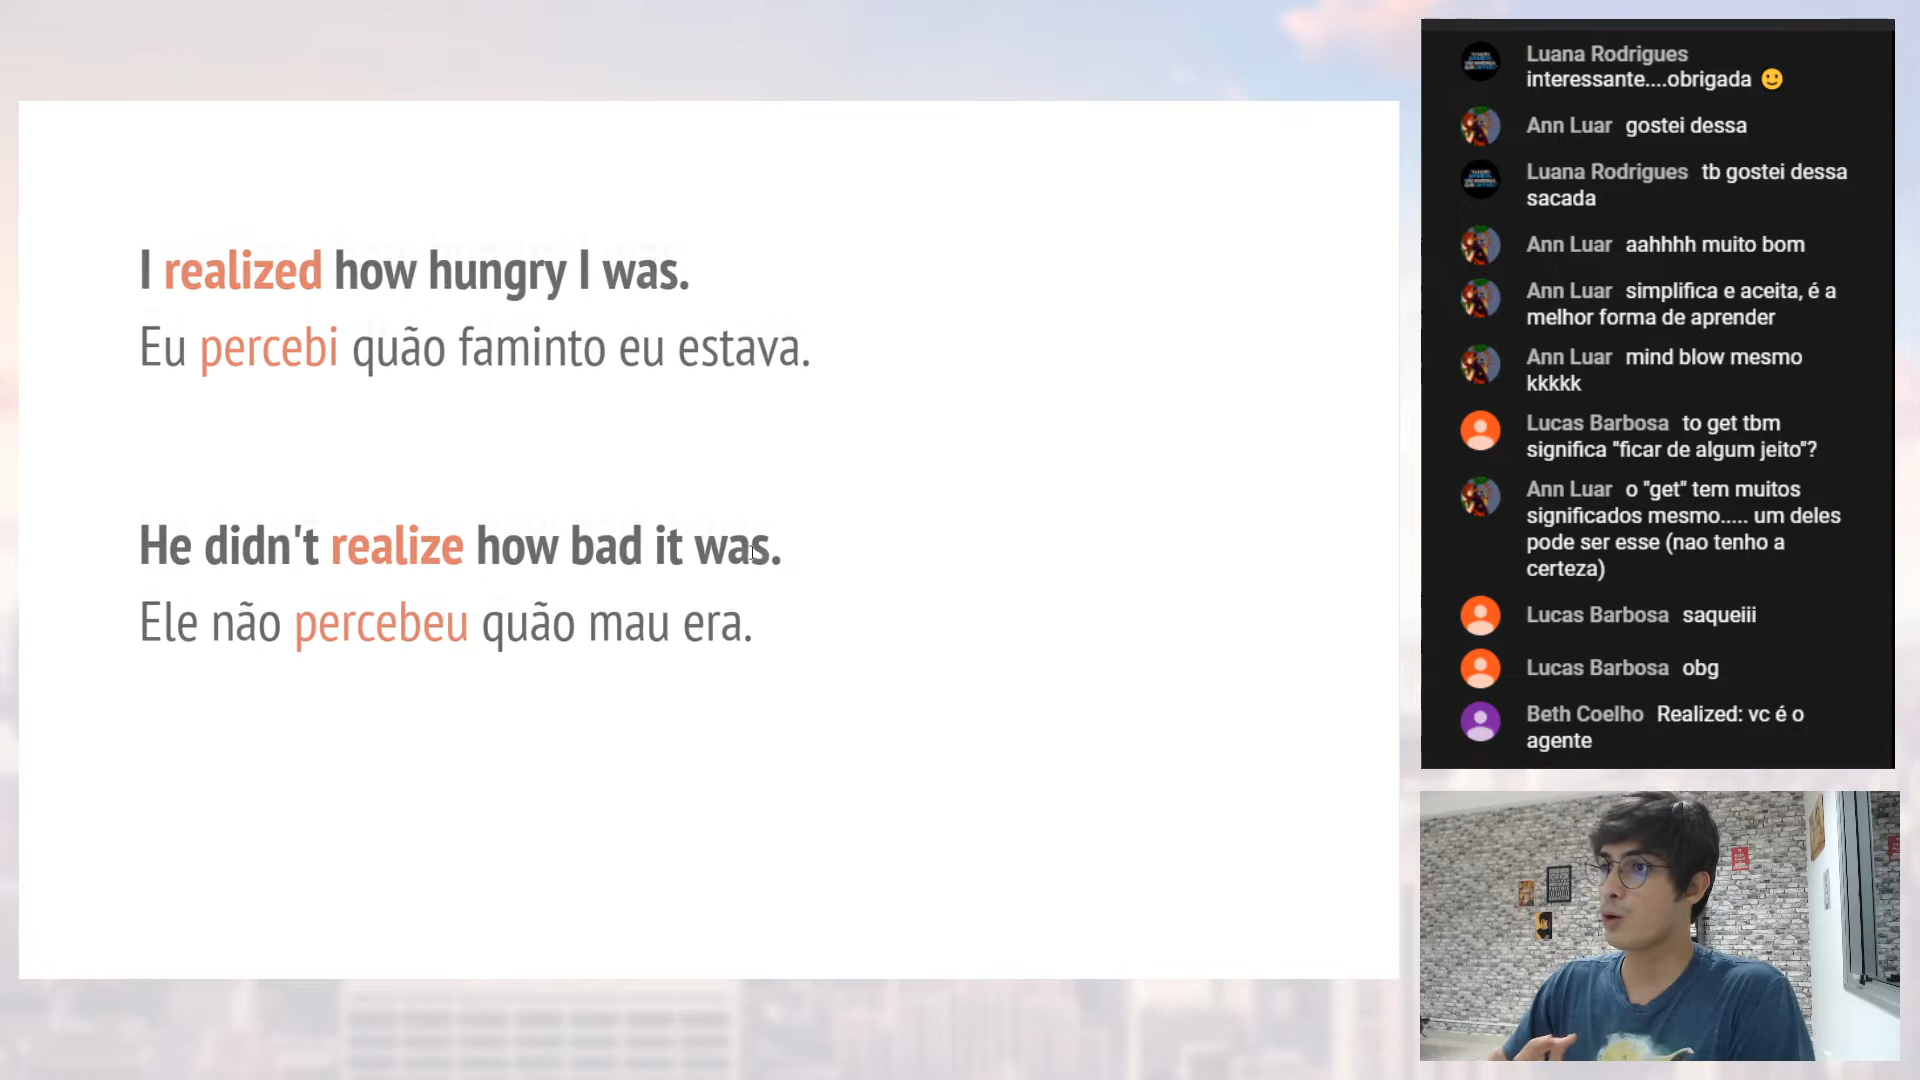 I realized how hungry I was.
Eu percebi quão faminto eu estava.
He didn't realize how bad it was.
Ele não percebeu quão mau era.
Luana Rodrigues
interessante....obrigada 🙂
Ann Luar gostei dessa
Luana Rodrigues tb gostei dessa
sacada
Ann Luar aahhhh muito bom
Ann Luar simplifica e aceita, é a
melhor forma de aprender
Ann Luar mind blow mesmo
kkkkk
Lucas Barbosa to get tbm
significa "ficar de algum jeito"?
Ann Luar o "get" tem muitos
significados mesmo..... um deles
pode ser esse (nao tenho a
certeza)
Lucas Barbosa saqueiii
Lucas Barbosa obg
Beth Coelho Realized: vc é o
agente